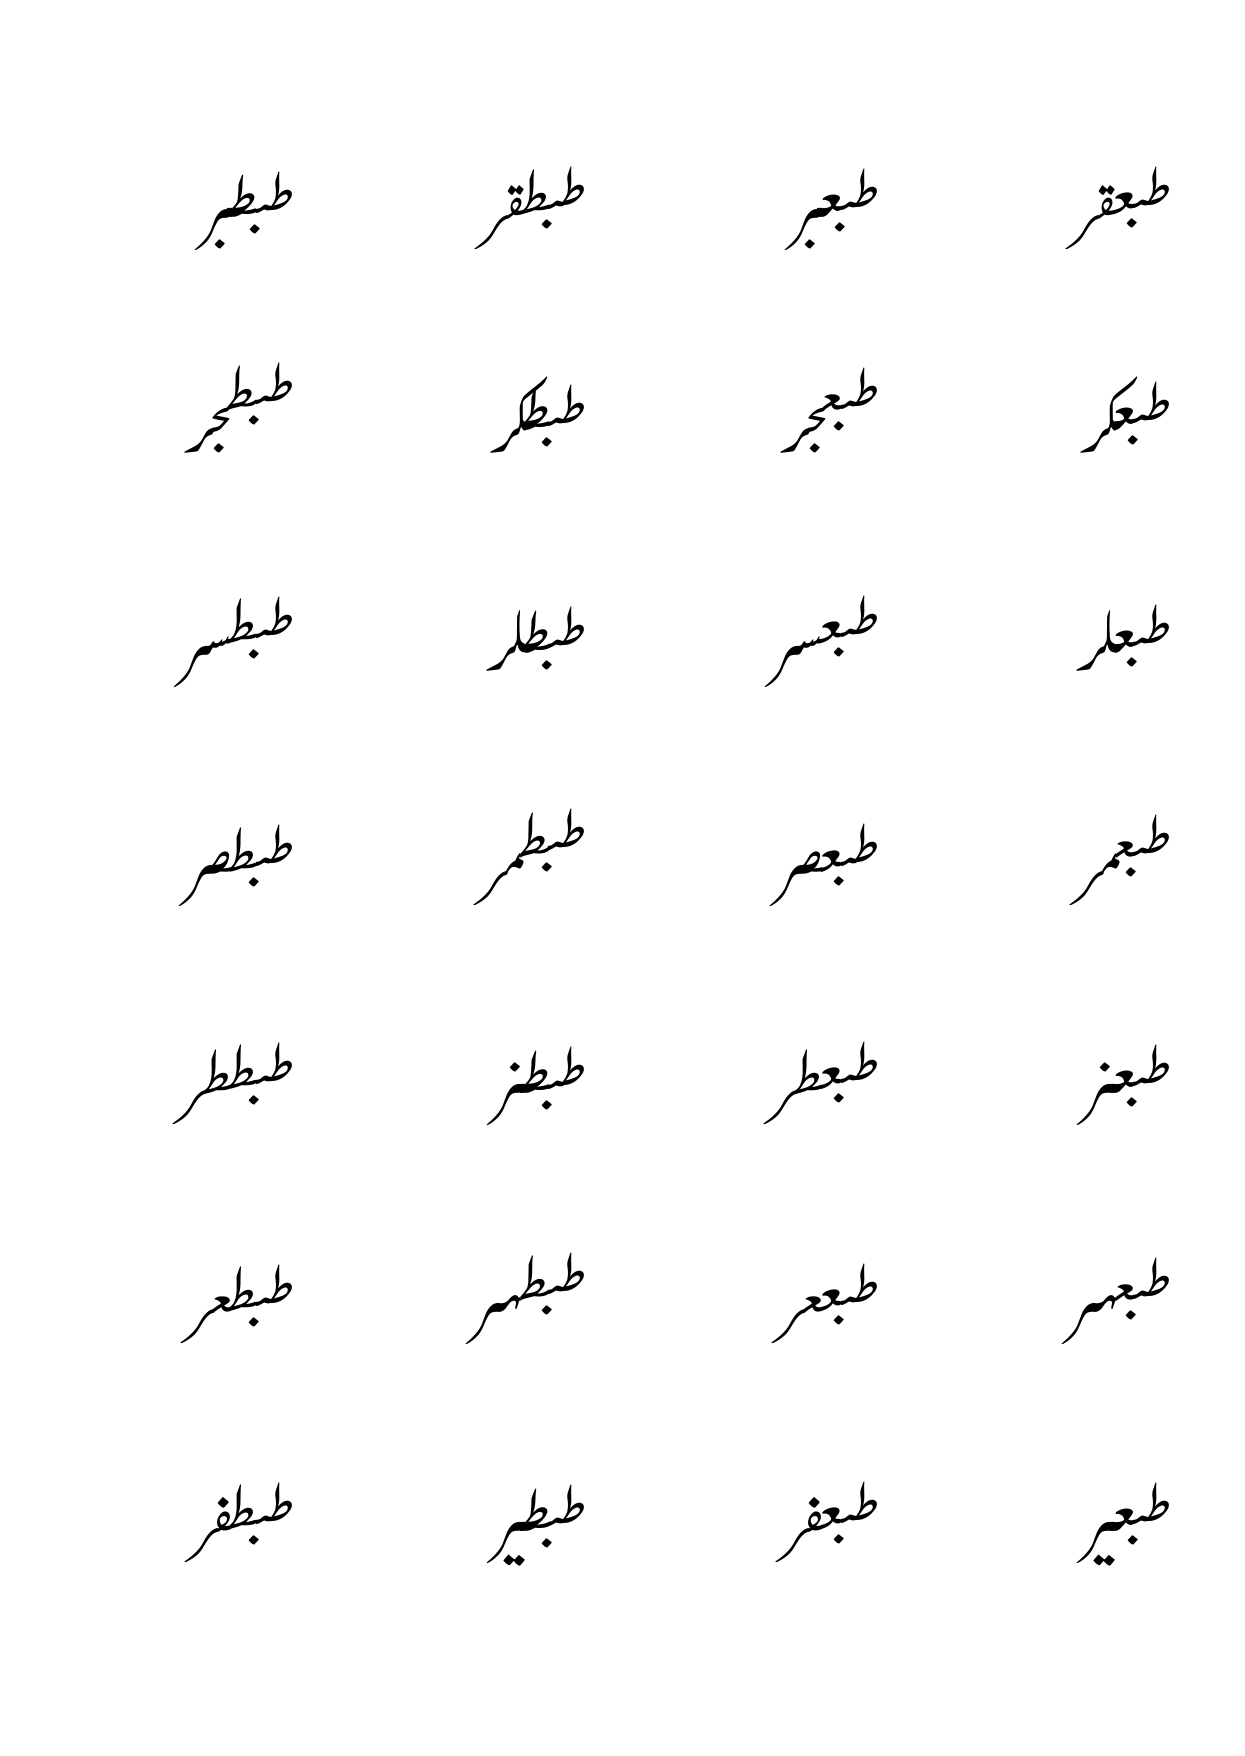 طبعقر طبعبر طبطقر طبطبر
طبعكر طبعجر طبطكر طبطجر
طبعلر طبعسر طبطلر طبطسر
طبعمر طبعصر طبطمر طبطصر
طبعنر طبعطر طبطنر طبططر
طبعهر طبععر طبطهر طبطعر
طبعير طبعفر طبطير طبطفر